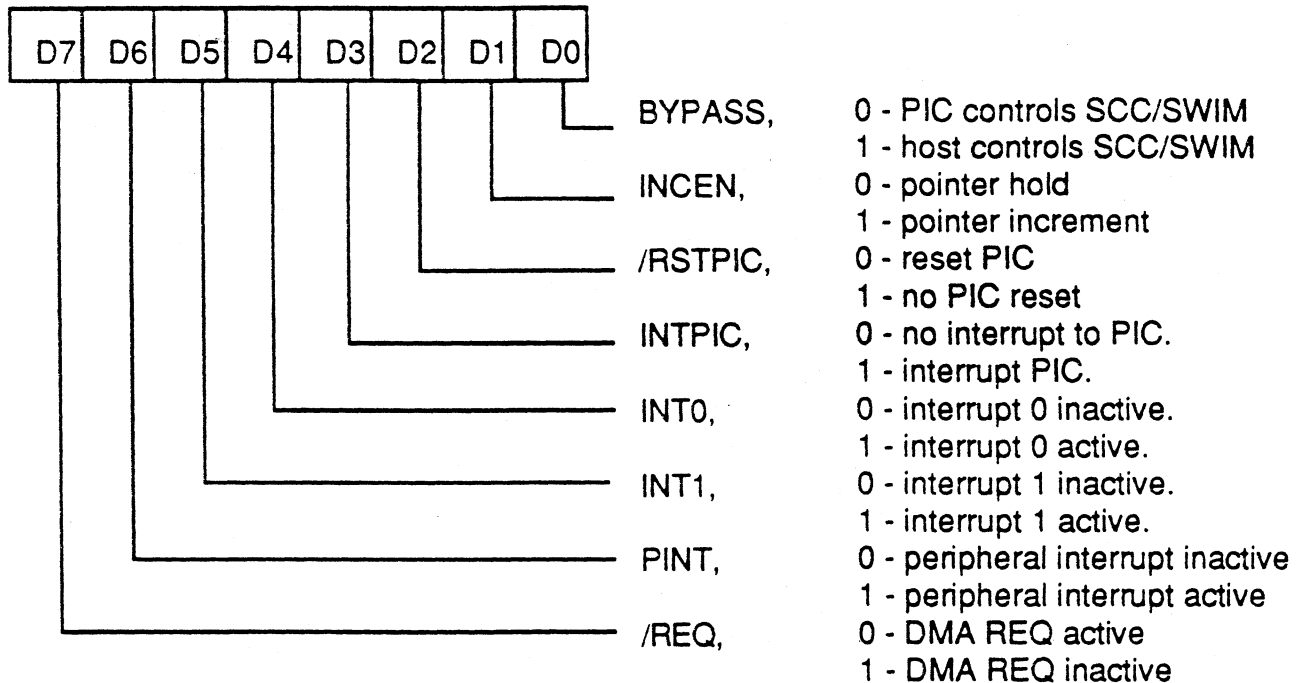 D7 D6 D5 D4 D3 D2 D1 D0
BYPASS, 0 - PIC controls SCC/SWIM
1 - host controls SCC/SWIM
INCEN, 0 - pointer hold
1 - pointer increment
/RSTPIC, 0 - reset PIC
1 - no PIC reset
INTPIC, 0 - no interrupt to PIC.
1 - interrupt PIC.
INT0, 0 - interrupt 0 inactive.
1 - interrupt 0 active.
INT1, 0 - interrupt 1 inactive.
1 - interrupt 1 active.
PINT, 0 - peripheral interrupt inactive
1 - peripheral interrupt active
/REQ, 0 - DMA REQ active
1 - DMA REQ inactive